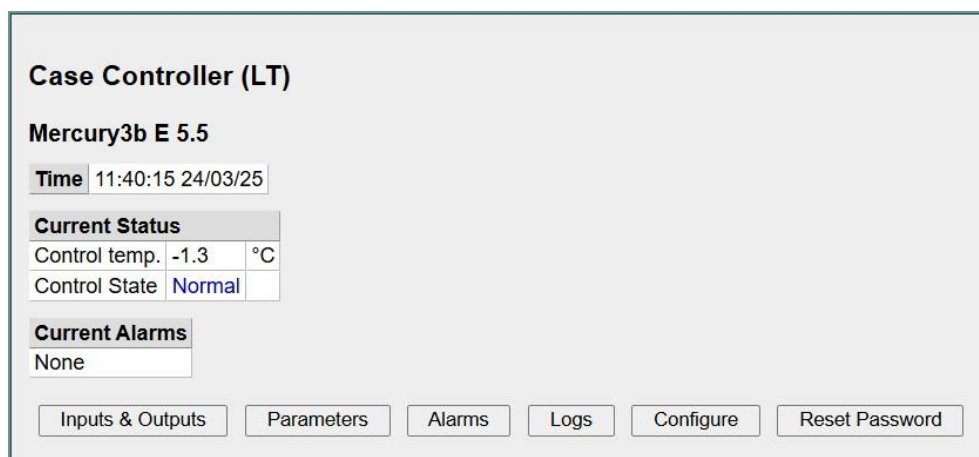 Case Controller (LT)
Mercury3b E 5.5
Time 11:40:15 24/03/25
Current Status
Control temp. -1.3 °C
Control State Normal
Current Alarms
None
Inputs & Outputs Parameters Alarms Logs Configure Reset Password